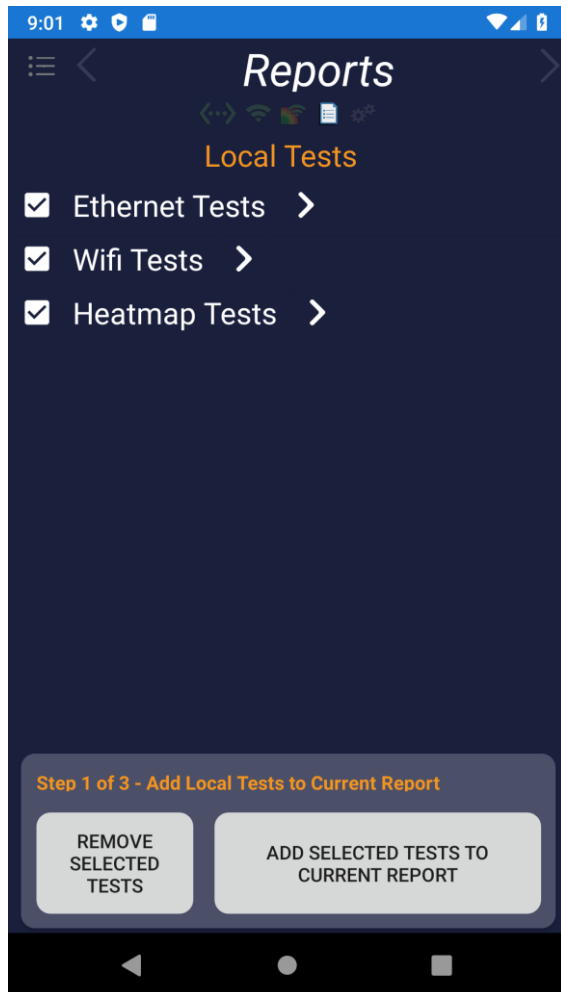 9:01
Reports
Local Tests
Ethernet Tests
Wifi Tests
Heatmap Tests
Step 1 of 3 - Add Local Tests to Current Report
REMOVE
SELECTED
TESTS
ADD SELECTED TESTS TO
CURRENT REPORT